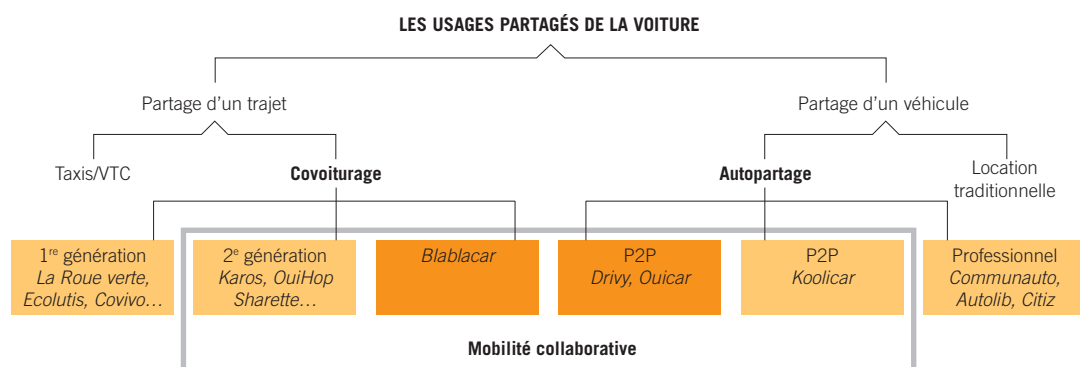 LES USAGES PARTAGÉS DE LA VOITURE
Partage d’un trajet
Partage d’un véhicule
Taxis/VTC
Covoiturage
Autopartage
Location
traditionnelle
1re génération
La Roue verte,
Ecolutis, Covivo…
2e génération
Karos, OuiHop
Sharette…
Blablacar
P2P
Drivy, Ouicar
P2P
Koolicar
Professionnel
Communauto,
Autolib, Citiz
Mobilité collaborative